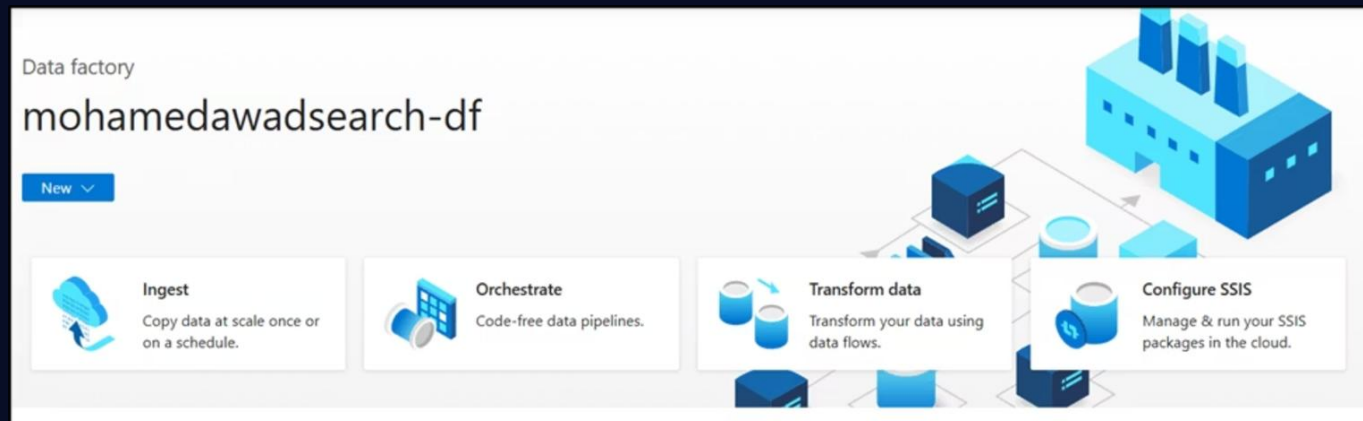 Data factory
mohamedawadsearch-df
New
Ingest
Copy data at scale once or
on a schedule.
Orchestrate
Code-free data pipelines.
Transform data
Transform your data using
data flows.
Configure SSIS
Manage & run your SSIS
packages in the cloud.